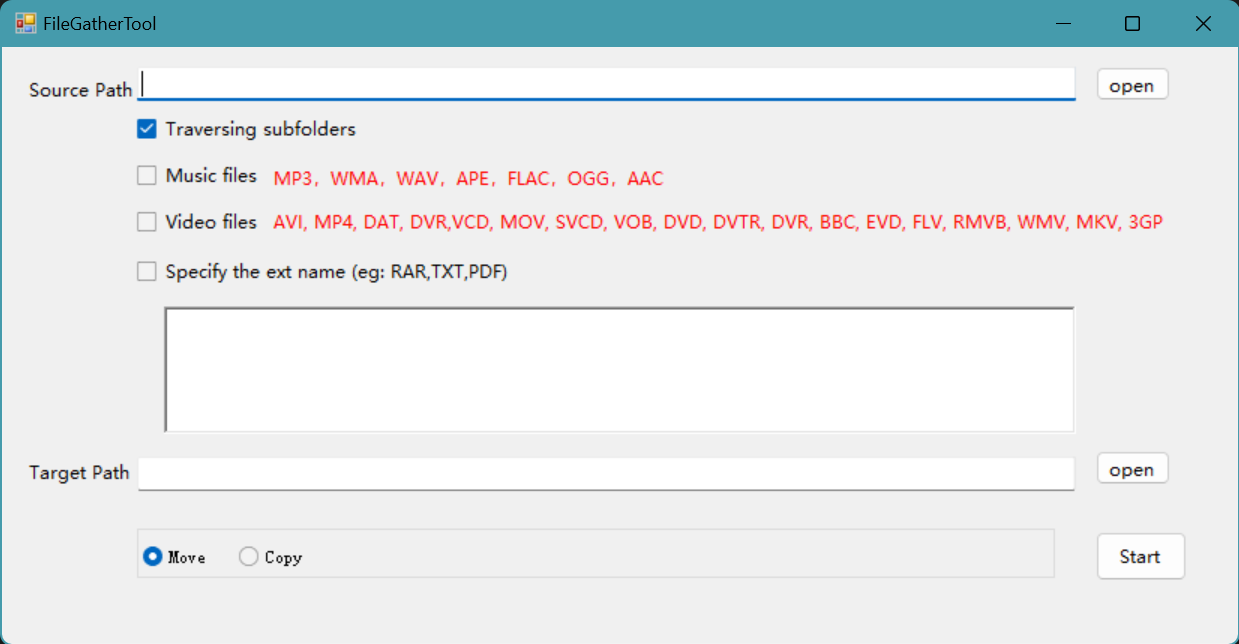 FileGatherTool
Source Path open
Traversing subfolders
Music files MP3, WMA, WAV, APE, FLAC, OGG, AAC
Video files AVI, MP4, DAT, DVR,VCD, MOV, SVCD, VOB, DVD, DVTR, DVR, BBC, EVD, FLV, RMVB, WMV, MKV, 3GP
Specify the ext name (eg: RAR,TXT,PDF)
Target Path open
Move Copy Start